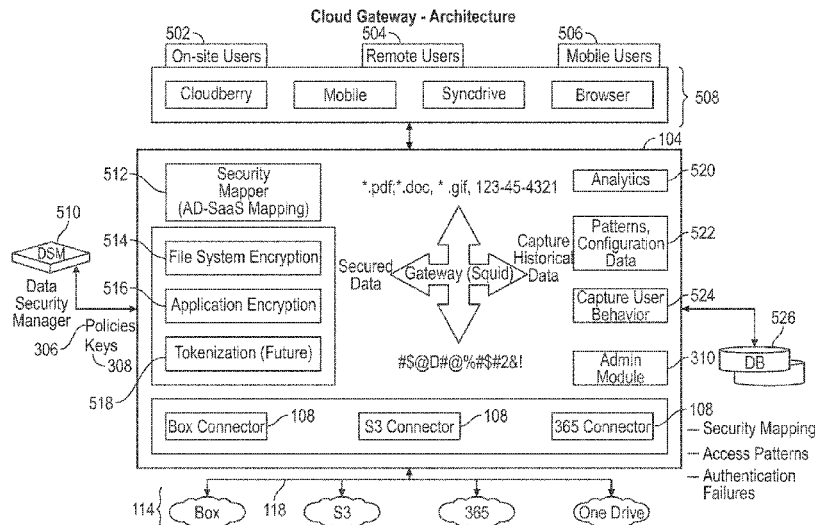 Cloud Gateway - Architecture
502
504
506
On-site Users
Remote Users
Mobile Users
Cloudberry
Mobile
Syncdrive
Browser
508
104
512
Security
Mapper
(AD-SaaS Mapping)
*.pdf;*.doc, * .gif, 123-45-4321
Analytics
520
510
DSM
Data
Security
Manager
514
File System Encryption
Secured
Data
Gateway (Squid)
Capture
Historical
Data
Patterns,
Configuration
Data
522
516
Application Encryption
Capture User
Behavior
524
306
Policies
Keys
308
518
Tokenization (Future)
#$@D#@%#$#2&!
Admin
Module
310
526
DB
Box Connector
108
S3 Connector
108
365 Connector
108
Security Mapping
Access Patterns
Authentication
Failures
114
118
Box
S3
365
One Drive